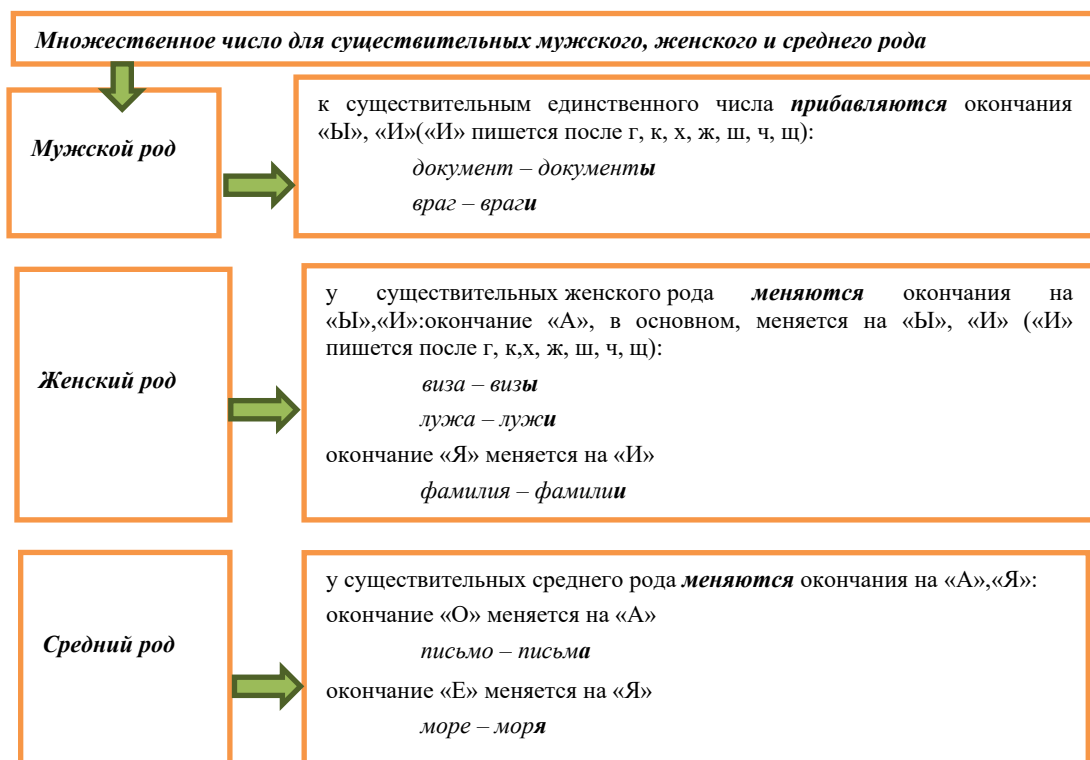 Множественное число для существительных мужского, женского и среднего рода
Мужской род
к существительным единственного числа прибавляются окончания
«Ы», «И»(«И» пишется после г, к, х, ж, ш, ч, щ):
документ – документы
враг – враги
Женский род
у существительных женского рода меняются окончания на
«Ы»,«И»:окончание «А», в основном, меняется на «Ы», «И» («И»
пишется после г, к,х, ж, ш, ч, щ):
виза – визы
лужа – лужи
окончание «Я» меняется на «И»
фамилия – фамилии
Средний род
у существительных среднего рода меняются окончания на «А»,«Я»:
окончание «О» меняется на «А»
письмо – письма
окончание «Е» меняется на «Я»
море – моря